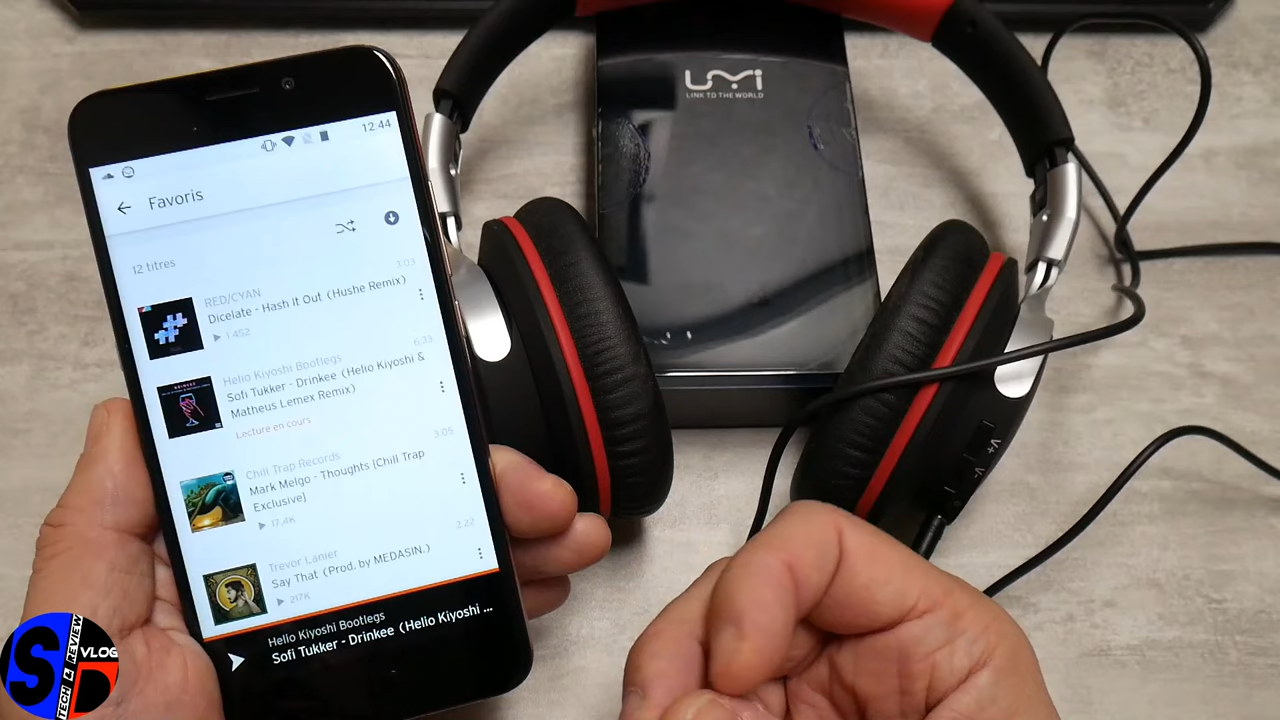 UMi
LINK TO THE WORLD
12:44
Favoris
12 titres
RED/CYAN
3:03
Dicelate - Hash It Out (Hushe Remix)
1 452
Helio Kiyoshi Bootlegs
6:33
Sofi Tukker - Drinkee (Helio Kiyoshi &
Matheus Lemex Remix)
Lecture en cours
Chill Trap Records
3:05
Mark Melgo - Thoughts [Chill Trap
Exclusive]
17,4K
Trevor Lanier
2:22
Say That (Prod. by MEDASIN.)
217K
Helio Kiyoshi Bootlegs
Sofi Tukker - Drinkee (Helio Kiyoshi ...
V+
V-
SD
TECH & REVIEW
VLOG